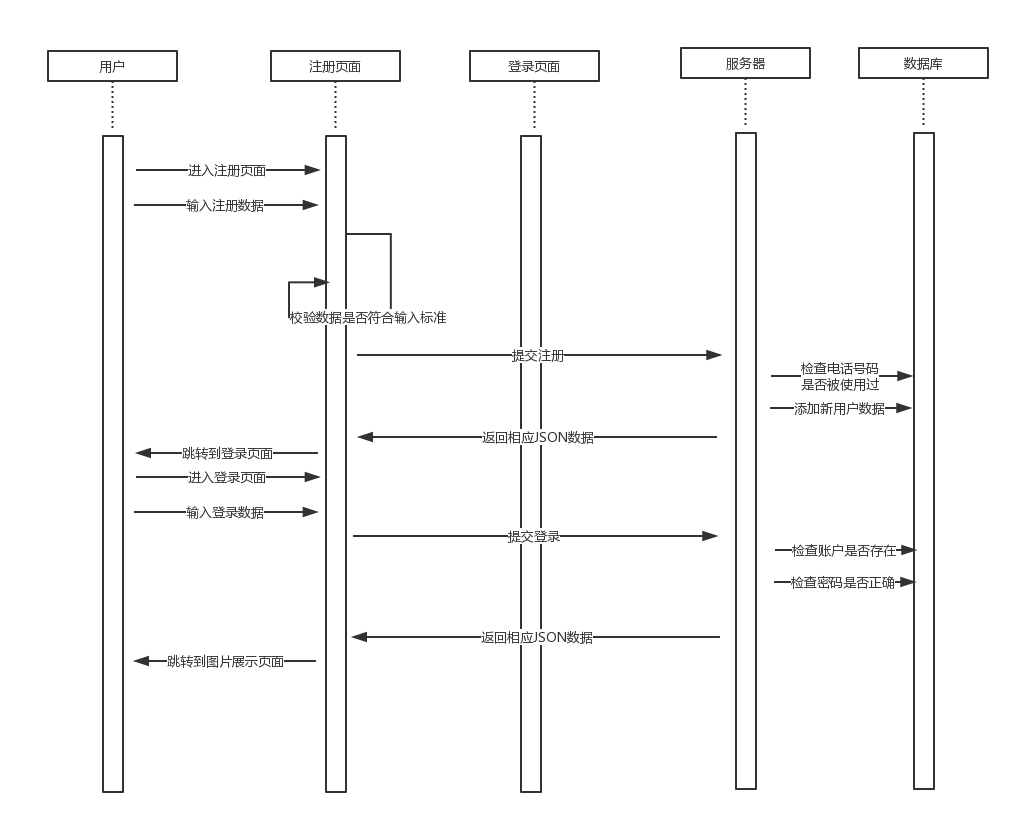 用户
注册页面
登录页面
服务器
数据库
进入注册页面
输入注册数据
校验数据是否符合输入标准
提交注册
检查电话号码
是否被使用过
添加新用户数据
返回相应JSON数据
跳转到登录页面
进入登录页面
输入登录数据
提交登录
检查账户是否存在
检查密码是否正确
返回相应JSON数据
跳转到图片展示页面